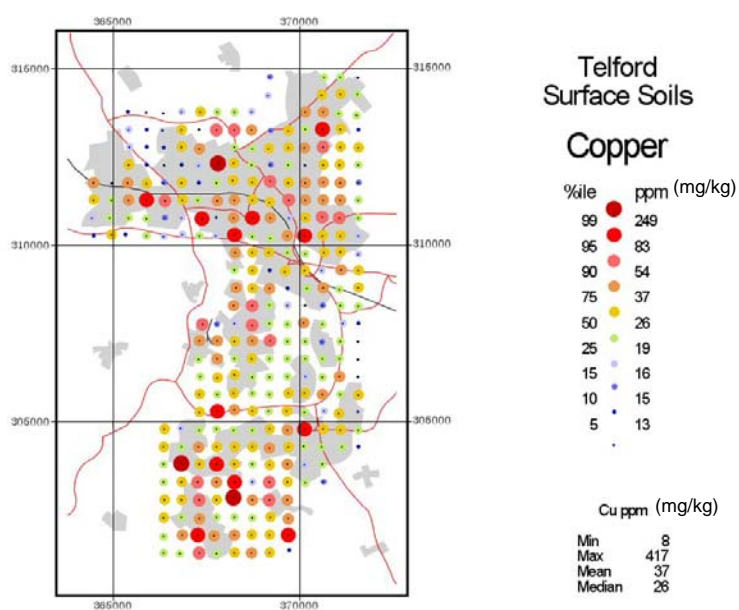 365000 370000
315000 315000
310000 310000
305000 305000
365000 370000
Telford
Surface Soils
Copper
%ile ppm (mg/kg)
99 249
95 83
90 54
75 37
50 26
25 19
15 16
10 15
5 13
Cu ppm (mg/kg)
Min 8
Max 417
Mean 37
Median 26